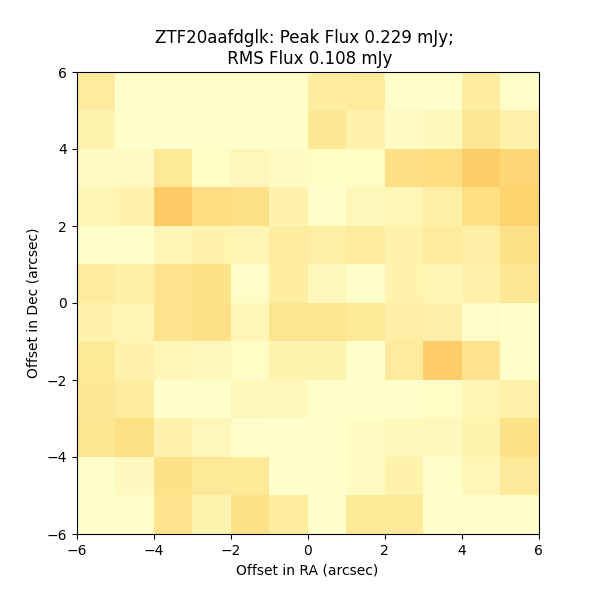 ZTF20aafdglk: Peak Flux 0.229 mJy;
RMS Flux 0.108 mJy
6
4
2
0
−2
−4
−6
Offset in Dec (arcsec)
−6 −4 −2 0 2 4 6
Offset in RA (arcsec)